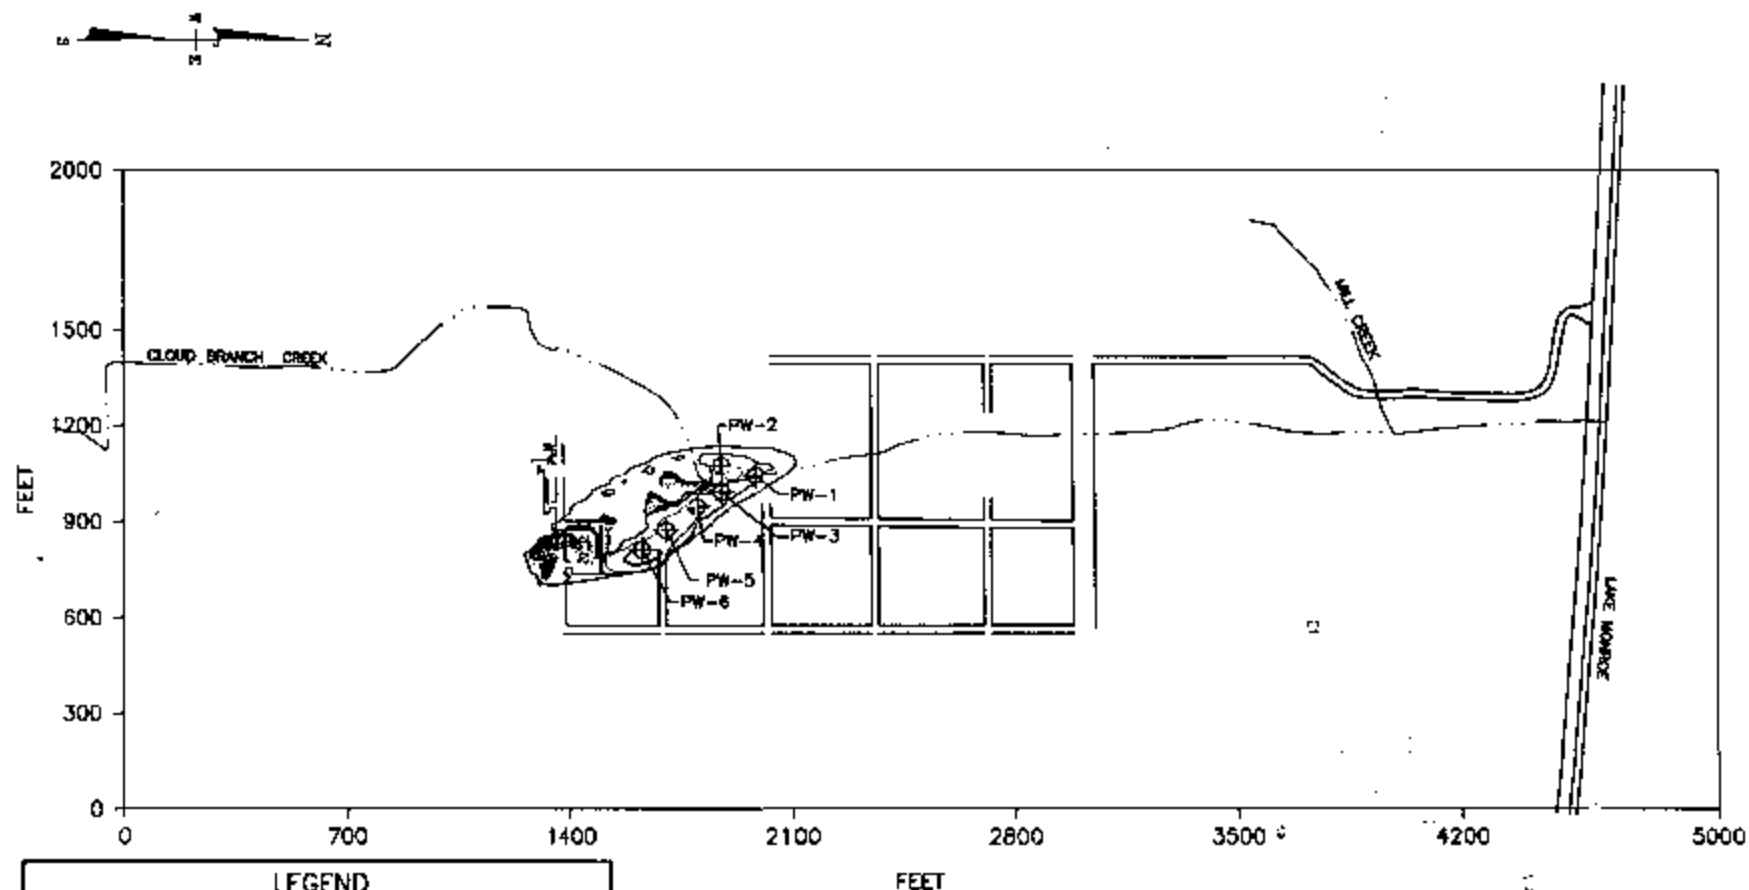 N
2000
1500
CLOUD BRANCH CREEK
MILL CREEK
1200
PW-2
PW-1
FEET
900
PW-4
PW-3
PW-5
PW-6
600
LAKE MONROE
300
0
0 700 1400 2100 2800 3500 4200 5000
LEGEND
FEET